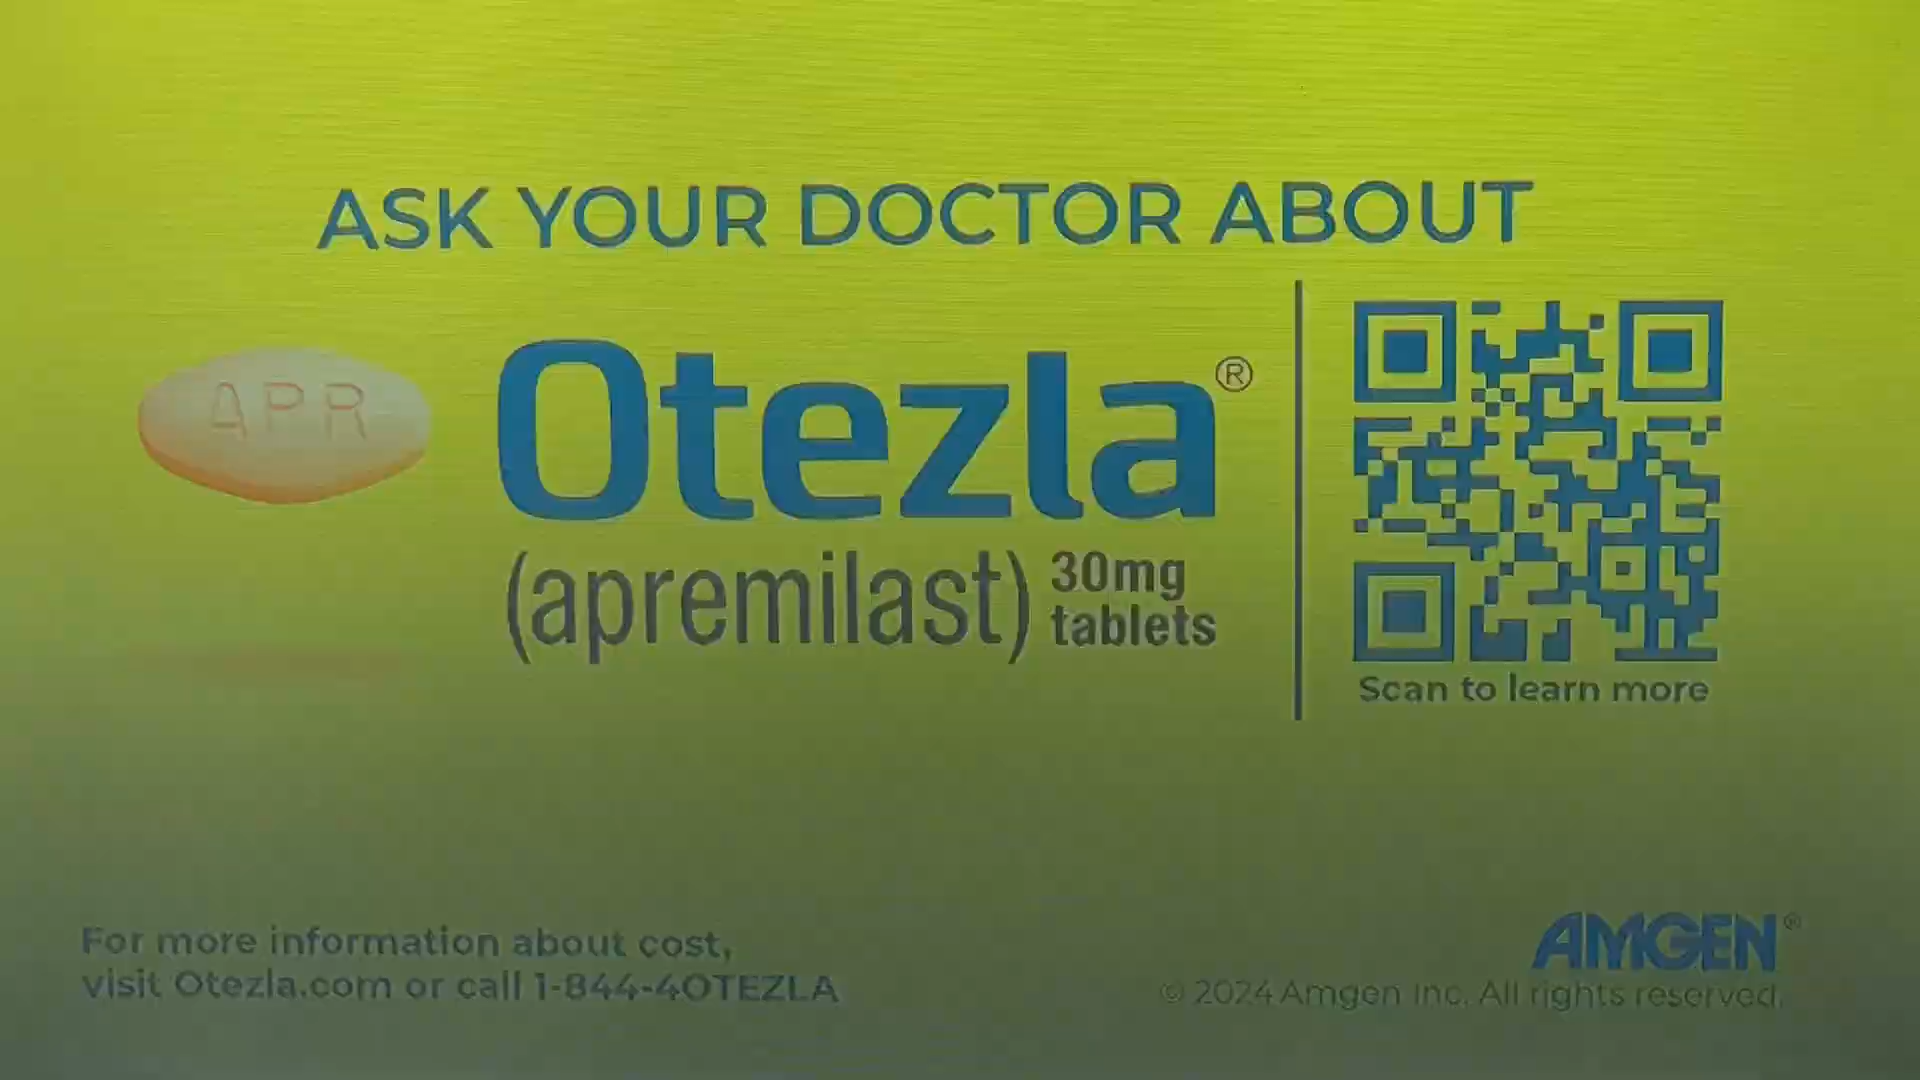 ASK YOUR DOCTOR ABOUT
APR
Otezla®
(apremilast) 30mg tablets
Scan to learn more
For more information about cost,
visit Otezla.com or call 1-844-4OTEZLA
AMGEN®
© 2024 Amgen Inc. All rights reserved.